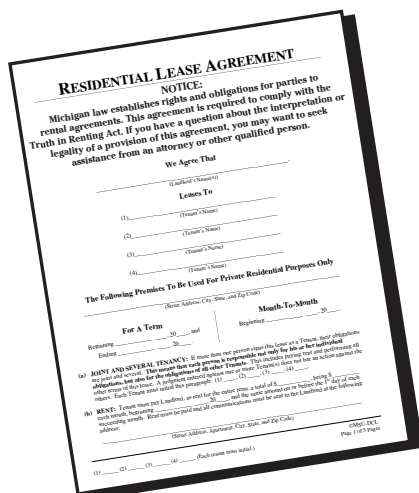 RESIDENTIAL LEASE AGREEMENT
NOTICE:
Michigan law establishes rights and obligations for parties to
rental agreements. This agreement is required to comply with the
Truth in Renting Act. If you have a question about the interpretation or
legality of a provision of this agreement, you may want to seek
assistance from an attorney or other qualified person.
We Agree That
(Landlord's Name(s))
Leases To
(1)
(Tenant's Name)
(2)
(Tenant's Name)
(3)
(Tenant's Name)
(4)
(Tenant's Name)
The Following Premises To Be Used For Private Residential Purposes Only
(Street Address, City, State, and Zip Code)
For A Term Month-To-Month
Beginning , 20 and Beginning , 20 .
Ending , 20 .
(a) JOINT AND SEVERAL TENANCY: If more than one person signs this lease as a Tenant, their obligations
are joint and several. This means that each person is responsible not only for his or her individual
obligations, but also for the obligations of all other Tenants. This includes paying rent and performing all
other terms of this lease. A judgment entered against one or more Tenant(s) does not bar an action against the
others. Each Tenant must initial this paragraph: (1) (2) (3) (4) .
(b) RENT: Tenant must pay Landlord, as rent for the entire term, a total of $ , being $
each month, beginning , 20 and the same amount on or before the 1st day of each
succeeding month. Rent must be paid and all communications must be sent to the Landlord at the following
address:
(Street Address, Apartment, City, State, and Zip Code)
(1) (2) (3) (4) (Each tenant must initial.)
©MSU-DCL
Page 1 of 5 Pages